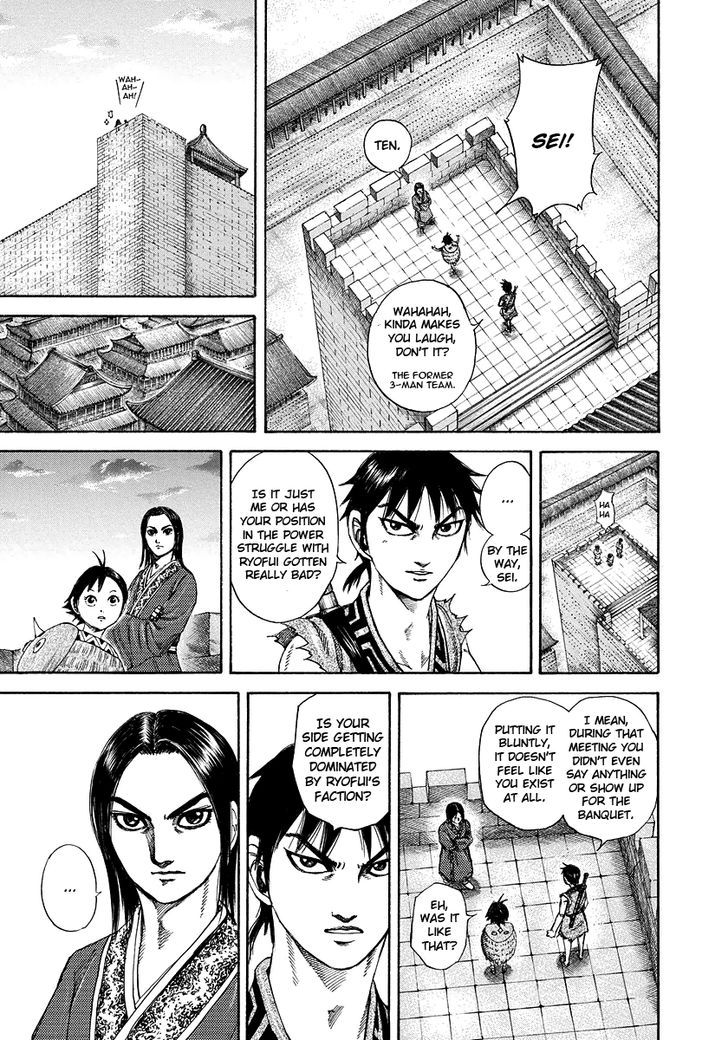 SEI!
TEN.
WAHAHAH,
KINDA MAKES
YOU LAUGH,
DON'T IT?
THE FORMER
3-MAN TEAM.
WAH-
AH-
AH!
HA
HA
...
BY THE
WAY,
SEI.
IS IT JUST
ME OR HAS
YOUR POSITION
IN THE POWER
STRUGGLE WITH
RYOFUI GOTTEN
REALLY BAD?
I MEAN,
DURING THAT
MEETING YOU
DIDN'T EVEN
SAY ANYTHING
OR SHOW UP
FOR THE
BANQUET.
PUTTING IT
BLUNTLY,
IT DOESN'T
FEEL LIKE
YOU EXIST
AT ALL.
EH,
WAS IT
LIKE
THAT?
IS YOUR
SIDE GETTING
COMPLETELY
DOMINATED
BY RYOFUI'S
FACTION?
...